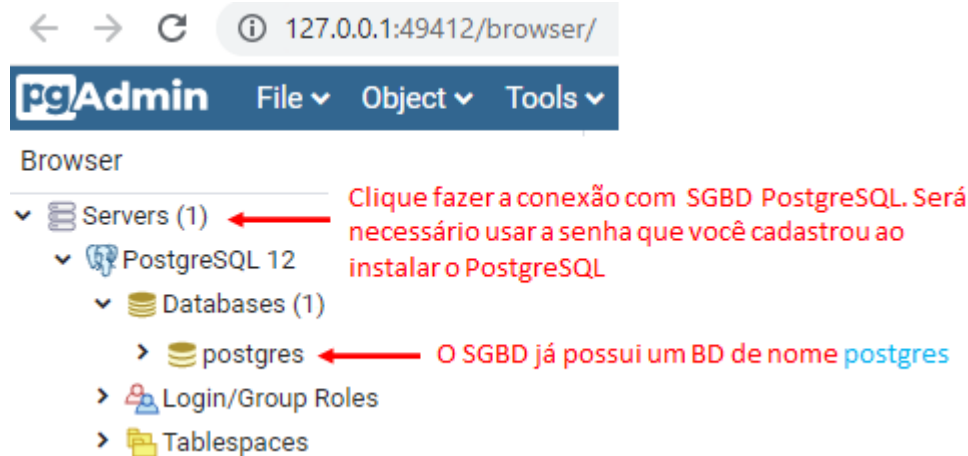 127.0.0.1:49412/browser/
pgAdmin File Object Tools
Browser
Servers (1)
Clique fazer a conexão com SGBD PostgreSQL. Será
necessário usar a senha que você cadastrou ao
instalar o PostgreSQL
PostgreSQL 12
Databases (1)
postgres
O SGBD já possui um BD de nome postgres
Login/Group Roles
Tablespaces